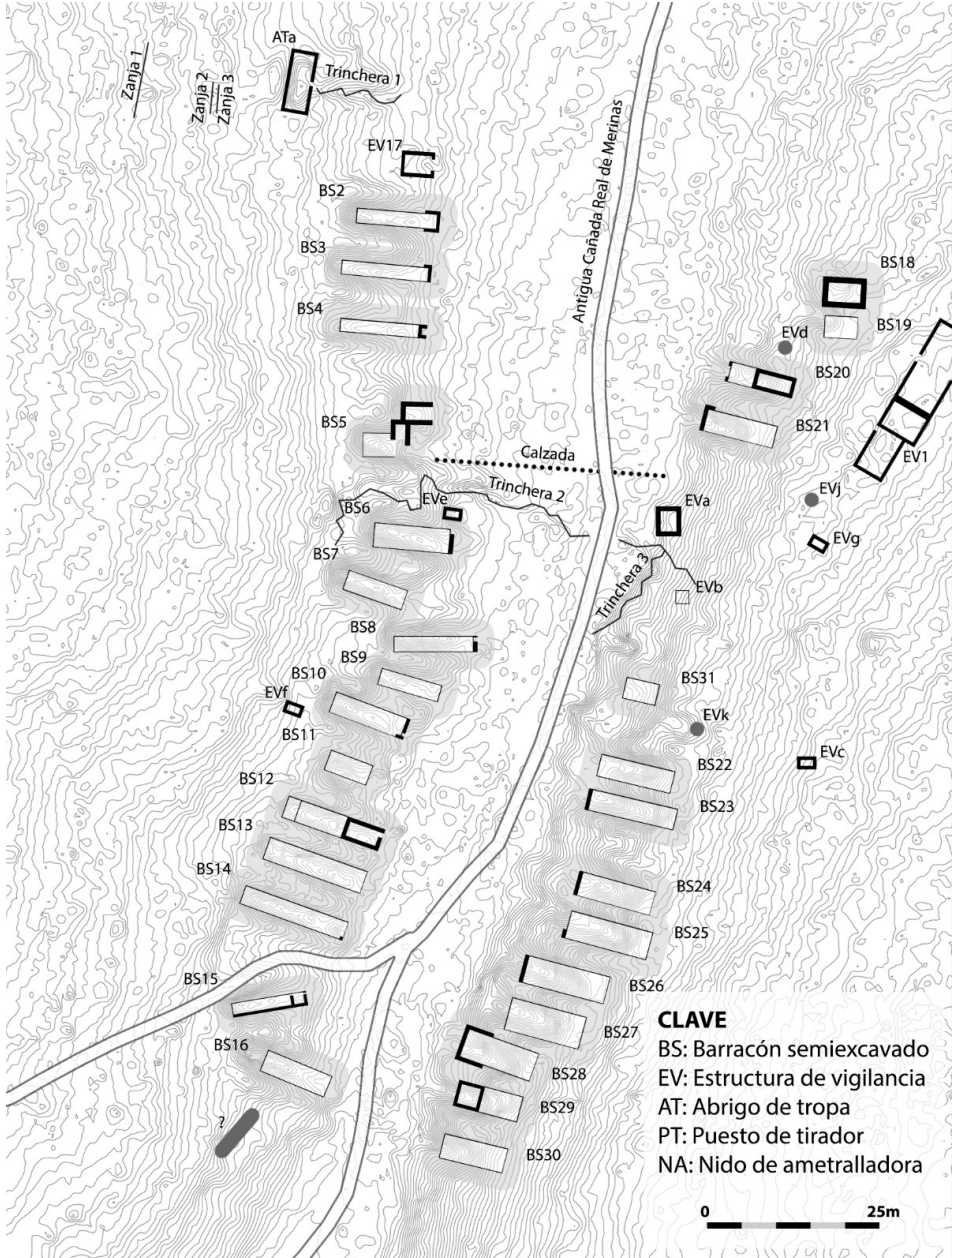 ATa
Zanja 1
Zanja 2
Zanja 3
Trinchera 1
EV17
BS2
BS3
BS4
BS5
Antigua Cañada Real de Merinas
BS18
BS19
EVd
BS20
BS21
EV1
Calzada
Trinchera 2
EVe
BS6
BS7
EVa
EVj
EVg
EVb
Trinchera 3
BS8
BS9
BS10
EVf
BS11
BS31
EVk
EVc
BS12
BS13
BS14
BS22
BS23
BS24
BS25
BS15
BS16
?
BS26
BS27
BS28
BS29
BS30
CLAVE
BS: Barracón semiexcavado
EV: Estructura de vigilancia
AT: Abrigo de tropa
PT: Puesto de tirador
NA: Nido de ametralladora
0 25m